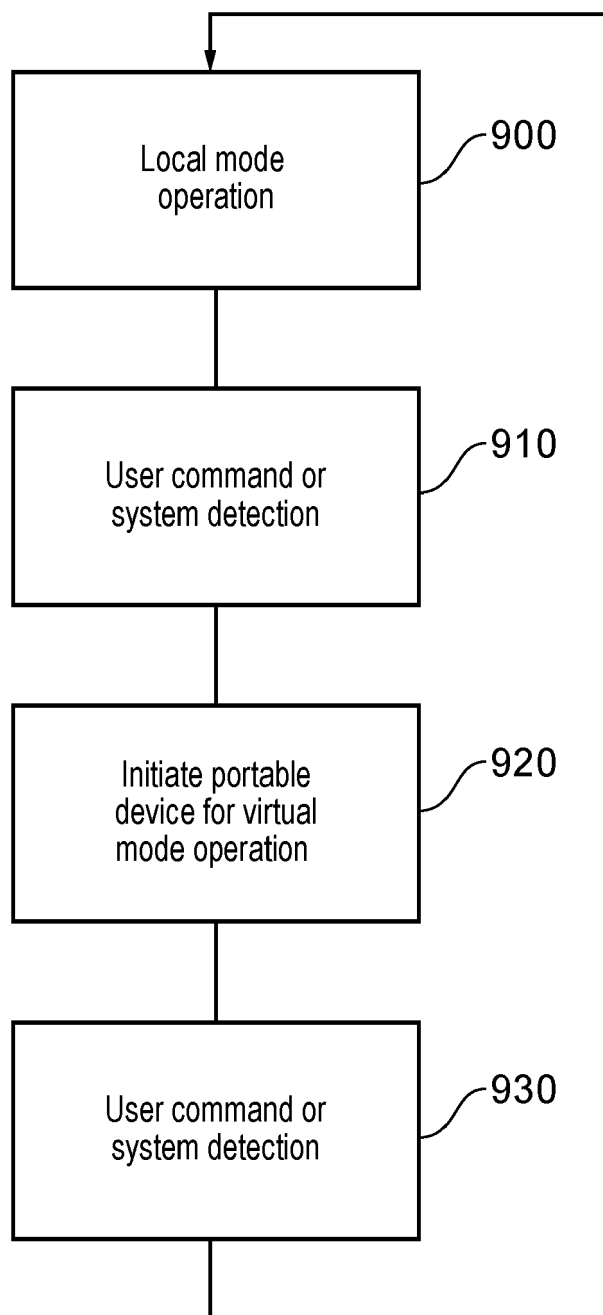 Local mode
operation
900
User command or
system detection
910
Initiate portable
device for virtual
mode operation
920
User command or
system detection
930